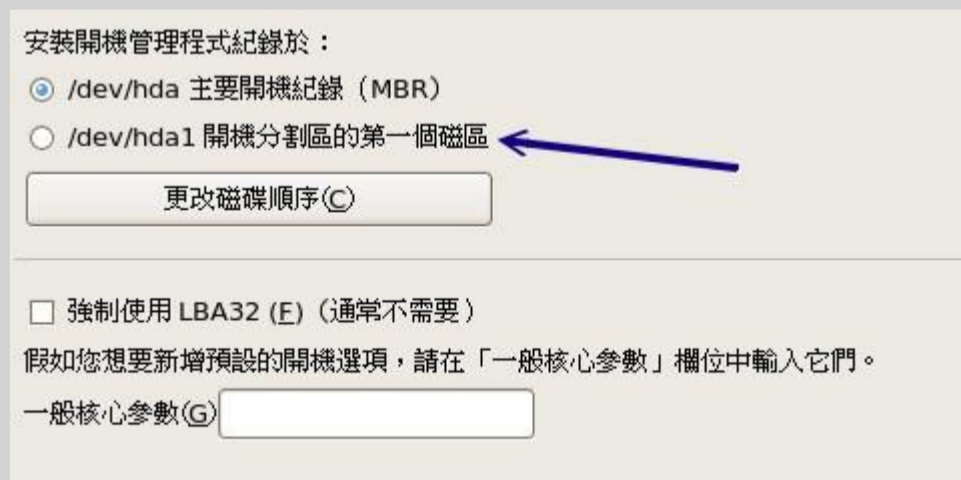 安裝開機管理程式紀錄於：
/dev/hda 主要開機紀錄（MBR）
/dev/hda1 開機分割區的第一個磁區
更改磁碟順序(C)
強制使用 LBA32 (F)（通常不需要）
假如您想要新增預設的開機選項，請在「一般核心參數」欄位中輸入它們。
一般核心參數(G)